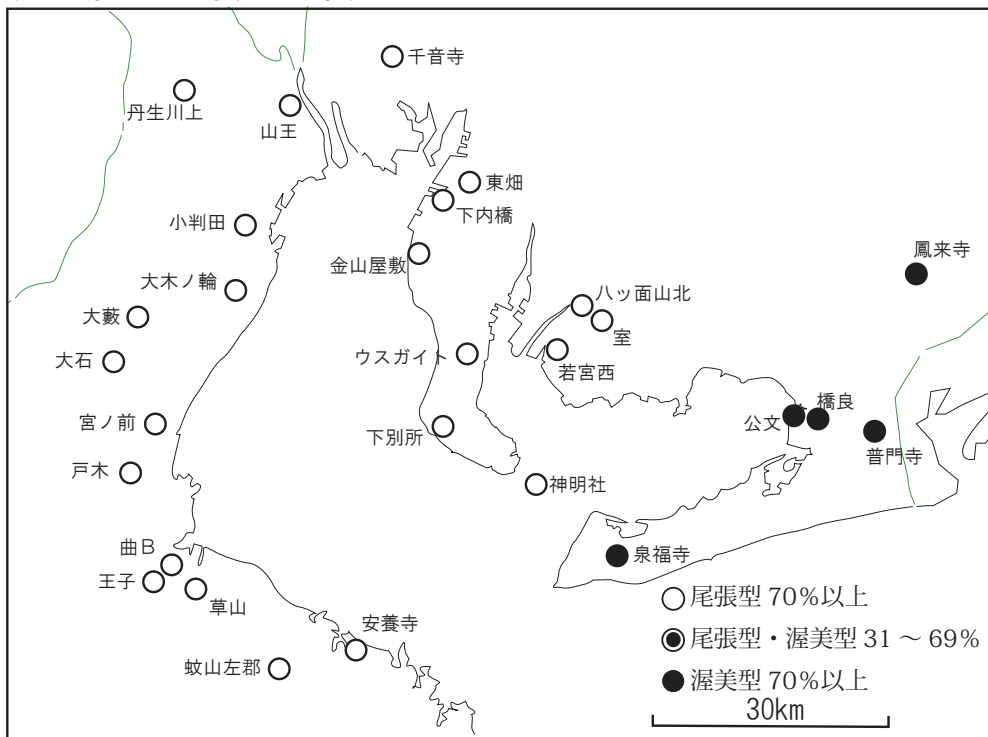 千音寺
丹生川上
山王
東畑
下内橋
小判田
金山屋敷
鳳来寺
大木ノ輪
八ッ面山北
大藪
室
大石
ウスガイト
若宮西
宮ノ前
下別所
公文
橋良
普門寺
戸木
神明社
曲B
泉福寺
王子
草山
安養寺
蚊山左郡
○尾張型 70%以上
◉尾張型・渥美型 31～69%
●渥美型 70%以上
30km